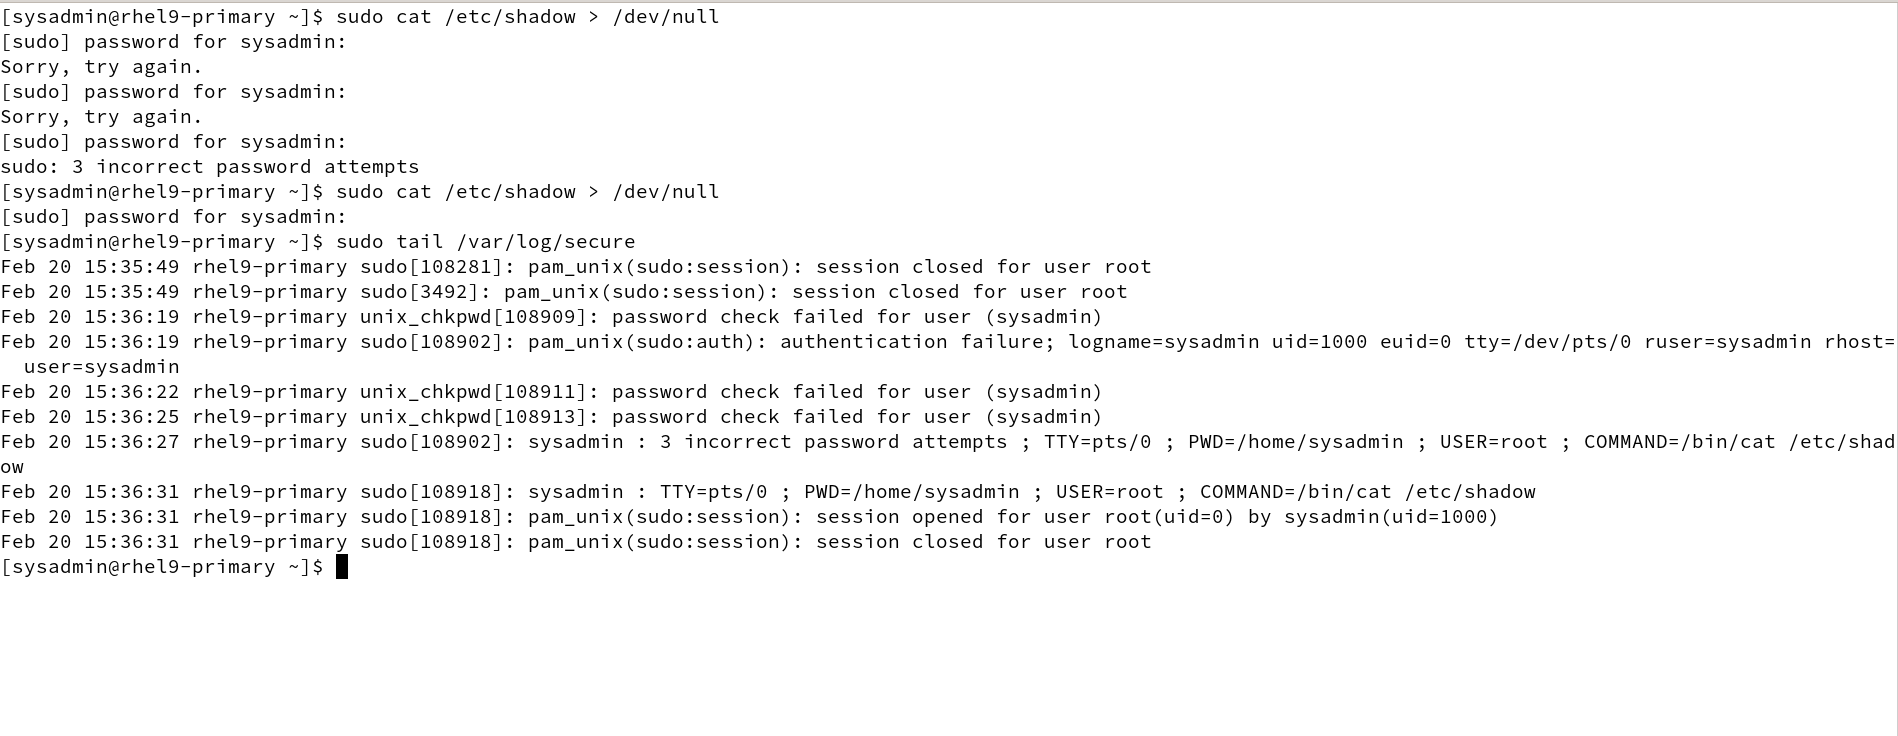 [sysadmin@rhel9-primary ~]$ sudo cat /etc/shadow > /dev/null
[sudo] password for sysadmin:
Sorry, try again.
[sudo] password for sysadmin:
Sorry, try again.
[sudo] password for sysadmin:
sudo: 3 incorrect password attempts
[sysadmin@rhel9-primary ~]$ sudo cat /etc/shadow > /dev/null
[sudo] password for sysadmin:
[sysadmin@rhel9-primary ~]$ sudo tail /var/log/secure
Feb 20 15:35:49 rhel9-primary sudo[108281]: pam_unix(sudo:session): session closed for user root
Feb 20 15:35:49 rhel9-primary sudo[3492]: pam_unix(sudo:session): session closed for user root
Feb 20 15:36:19 rhel9-primary unix_chkpwd[108909]: password check failed for user (sysadmin)
Feb 20 15:36:19 rhel9-primary sudo[108902]: pam_unix(sudo:auth): authentication failure; logname=sysadmin uid=1000 euid=0 tty=/dev/pts/0 ruser=sysadmin rhost=
  user=sysadmin
Feb 20 15:36:22 rhel9-primary unix_chkpwd[108911]: password check failed for user (sysadmin)
Feb 20 15:36:25 rhel9-primary unix_chkpwd[108913]: password check failed for user (sysadmin)
Feb 20 15:36:27 rhel9-primary sudo[108902]: sysadmin : 3 incorrect password attempts ; TTY=pts/0 ; PWD=/home/sysadmin ; USER=root ; COMMAND=/bin/cat /etc/shad
ow
Feb 20 15:36:31 rhel9-primary sudo[108918]: sysadmin : TTY=pts/0 ; PWD=/home/sysadmin ; USER=root ; COMMAND=/bin/cat /etc/shadow
Feb 20 15:36:31 rhel9-primary sudo[108918]: pam_unix(sudo:session): session opened for user root(uid=0) by sysadmin(uid=1000)
Feb 20 15:36:31 rhel9-primary sudo[108918]: pam_unix(sudo:session): session closed for user root
[sysadmin@rhel9-primary ~]$